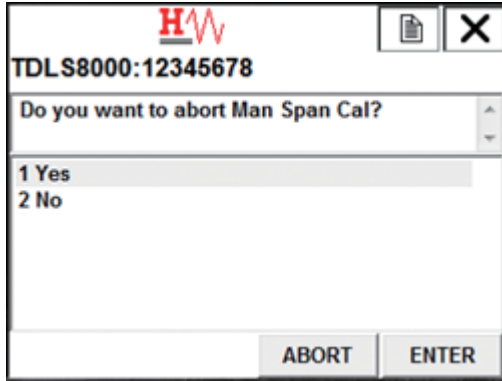 H
TDLS8000:12345678
Do you want to abort Man Span Cal?
1 Yes
2 No
ABORT
ENTER